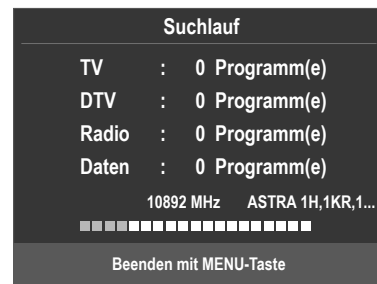 Suchlauf
TV : 0 Programm(e)
DTV : 0 Programm(e)
Radio : 0 Programm(e)
Daten : 0 Programm(e)
10892 MHz ASTRA 1H,1KR,1...
Beenden mit MENU-Taste